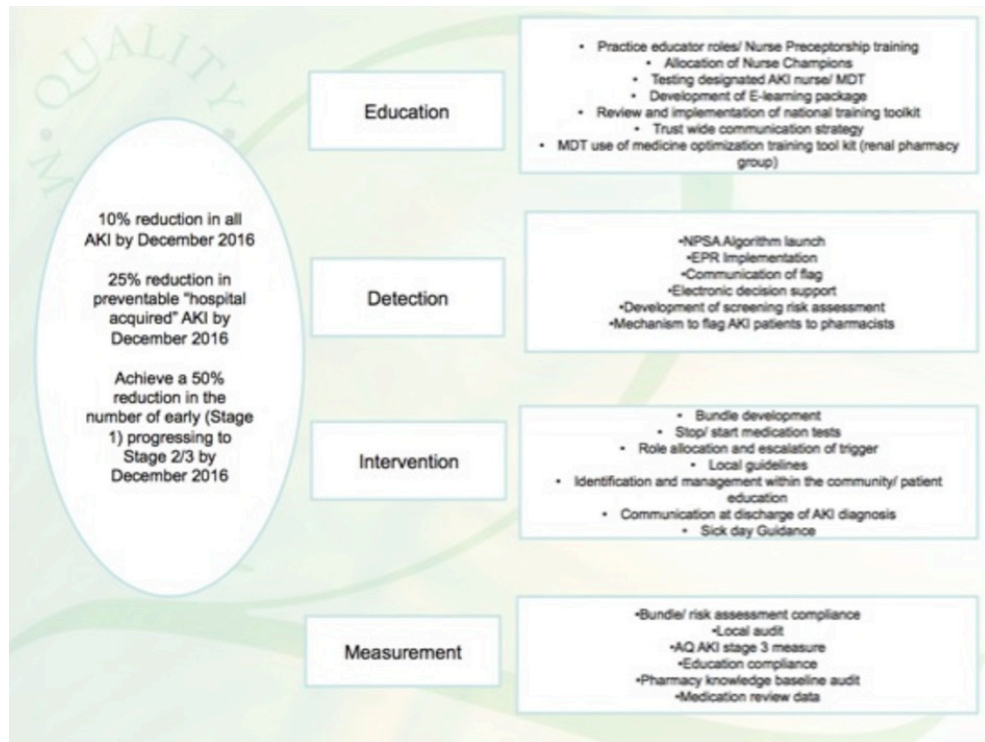 QUALITY
M
10% reduction in all
AKI by December 2016
25% reduction in
preventable "hospital
acquired" AKI by
December 2016
Achieve a 50%
reduction in the
number of early (Stage
1) progressing to
Stage 2/3 by
December 2016
Education
• Practice educator roles/ Nurse Preceptorship training
• Allocation of Nurse Champions
• Testing designated AKI nurse/ MDT
• Development of E-learning package
• Review and implementation of national training toolkit
• Trust wide communication strategy
• MDT use of medicine optimization training tool kit (renal pharmacy
group)
Detection
•NPSA Algorithm launch
•EPR Implementation
•Communication of flag
•Electronic decision support
•Development of screening risk assessment
•Mechanism to flag AKI patients to pharmacists
Intervention
• Bundle development
• Stop/ start medication tests
• Role allocation and escalation of trigger
• Local guidelines
• Identification and management within the community/ patient
education
• Communication at discharge of AKI diagnosis
• Sick day Guidance
Measurement
•Bundle/ risk assessment compliance
•Local audit
•AQ AKI stage 3 measure
•Education compliance
•Pharmacy knowledge baseline audit
•Medication review data